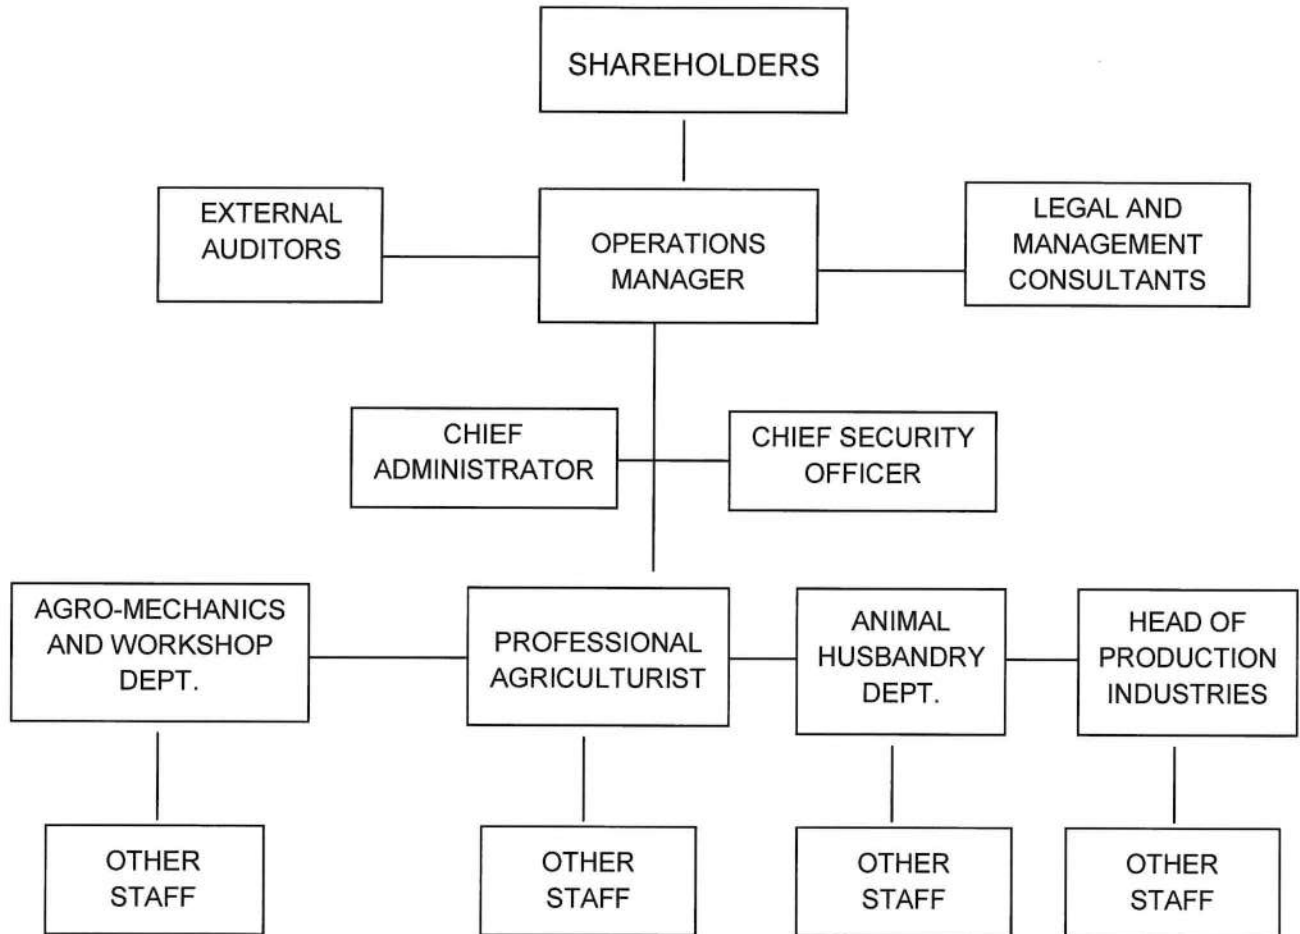 SHAREHOLDERS
EXTERNAL
AUDITORS
OPERATIONS
MANAGER
LEGAL AND
MANAGEMENT
CONSULTANTS
CHIEF
ADMINISTRATOR
CHIEF SECURITY
OFFICER
AGRO-MECHANICS
AND WORKSHOP
DEPT.
PROFESSIONAL
AGRICULTURIST
ANIMAL
HUSBANDRY
DEPT.
HEAD OF
PRODUCTION
INDUSTRIES
OTHER
STAFF
OTHER
STAFF
OTHER
STAFF
OTHER
STAFF